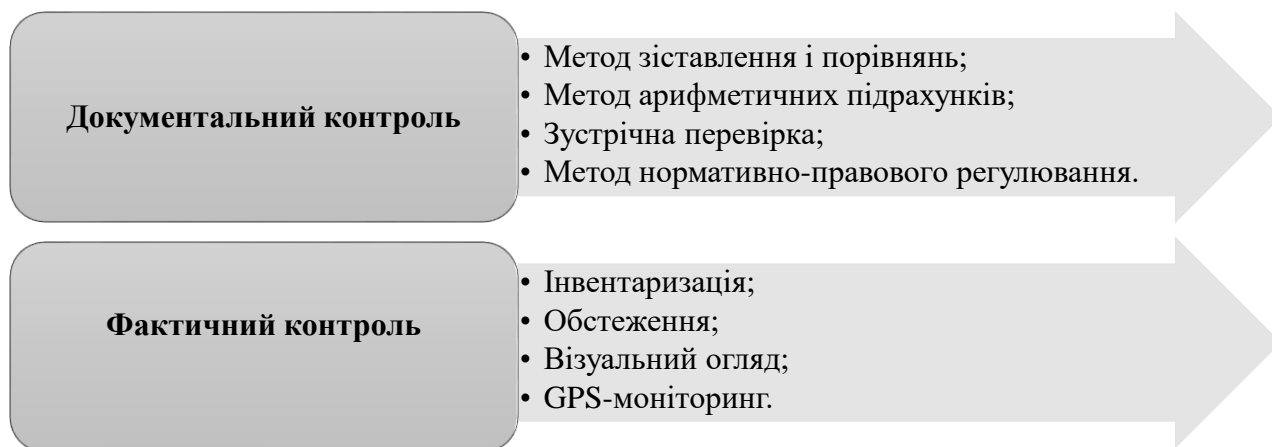 Документальний контроль
• Метод зіставлення і порівнянь;
• Метод арифметичних підрахунків;
• Зустрічна перевірка;
• Метод нормативно-правового регулювання.
Фактичний контроль
• Інвентаризація;
• Обстеження;
• Візуальний огляд;
• GPS-моніторинг.